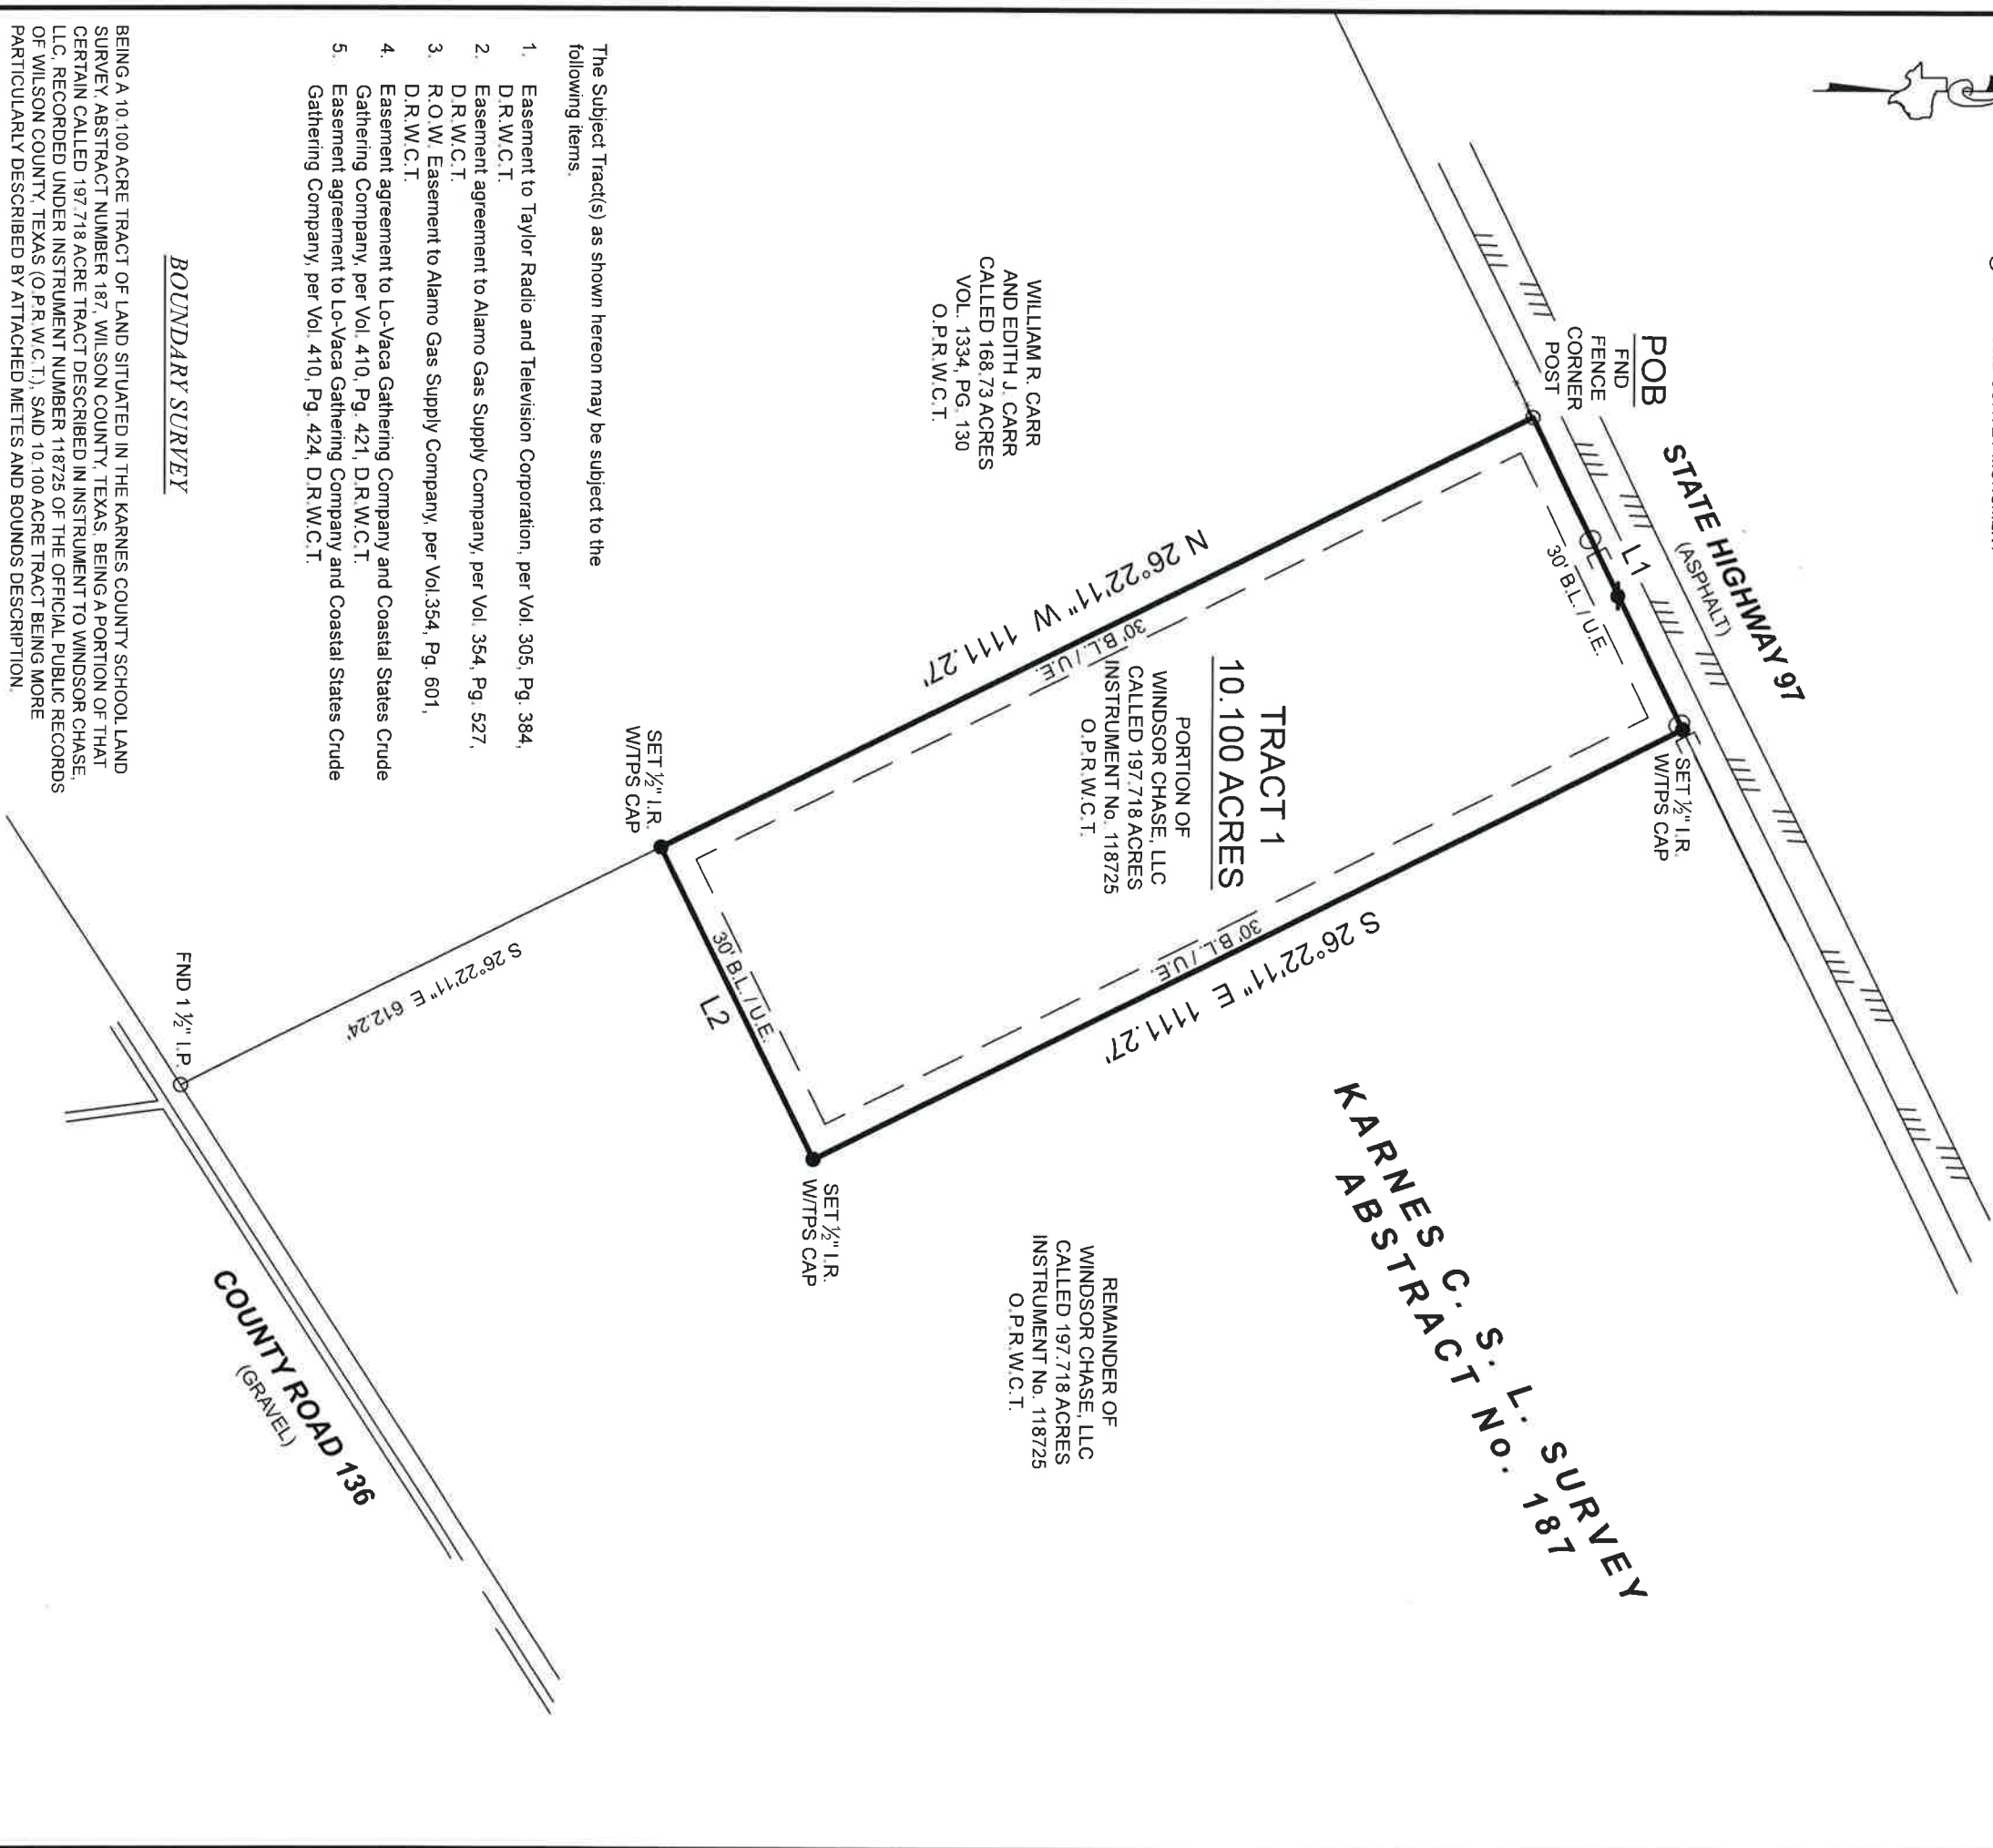 POB
FND
FENCE
CORNER
POST
STATE HIGHWAY 97
(ASPHALT)
L1
OE
OE
30' B.L. / U.E.
SET ½" I.R.
W/TPS CAP
TRACT 1
10.100 ACRES
PORTION OF
WINDSOR CHASE, LLC
CALLED 197.718 ACRES
INSTRUMENT No. 118725
O.P.R.W.C.T.
N 26°22'11" W 1111.27'
30' B.L. / U.E.
S 26°22'11" E 1111.27'
30' B.L. / U.E.
KARNES C. S. L. SURVEY
ABSTRACT No. 187
WILLIAM R. CARR
AND EDITH J. CARR
CALLED 168.73 ACRES
VOL. 1334, PG. 130
O.P.R.W.C.T.
REMAINDER OF
WINDSOR CHASE, LLC
CALLED 197.718 ACRES
INSTRUMENT No. 118725
O.P.R.W.C.T.
SET ½" I.R.
W/TPS CAP
30' B.L. / U.E.
L2
SET ½" I.R.
W/TPS CAP
S 26°22'11" E 612.24'
FND 1 ½" I.P.
COUNTY ROAD 136
(GRAVEL)
The Subject Tract(s) as shown hereon may be subject to the
following items.
1. Easement to Taylor Radio and Television Corporation, per Vol. 305, Pg. 384,
D.R.W.C.T.
2. Easement agreement to Alamo Gas Supply Company, per Vol. 354, Pg. 527,
D.R.W.C.T.
3. R.O.W. Easement to Alamo Gas Supply Company, per Vol.354, Pg. 601,
D.R.W.C.T.
4. Easement agreement to Lo-Vaca Gathering Company and Coastal States Crude
Gathering Company, per Vol. 410, Pg. 421, D.R.W.C.T.
5. Easement agreement to Lo-Vaca Gathering Company and Coastal States Crude
Gathering Company, per Vol. 410, Pg. 424, D.R.W.C.T.
BOUNDARY SURVEY
BEING A 10.100 ACRE TRACT OF LAND SITUATED IN THE KARNES COUNTY SCHOOL LAND
SURVEY, ABSTRACT NUMBER 187, WILSON COUNTY, TEXAS, BEING A PORTION OF THAT
CERTAIN CALLED 197.718 ACRE TRACT DESCRIBED IN INSTRUMENT TO WINDSOR CHASE,
LLC, RECORDED UNDER INSTRUMENT NUMBER 118725 OF THE OFFICIAL PUBLIC RECORDS
OF WILSON COUNTY, TEXAS (O.P.R.W.C.T.), SAID 10.100 ACRE TRACT BEING MORE
PARTICULARLY DESCRIBED BY ATTACHED METES AND BOUNDS DESCRIPTION.